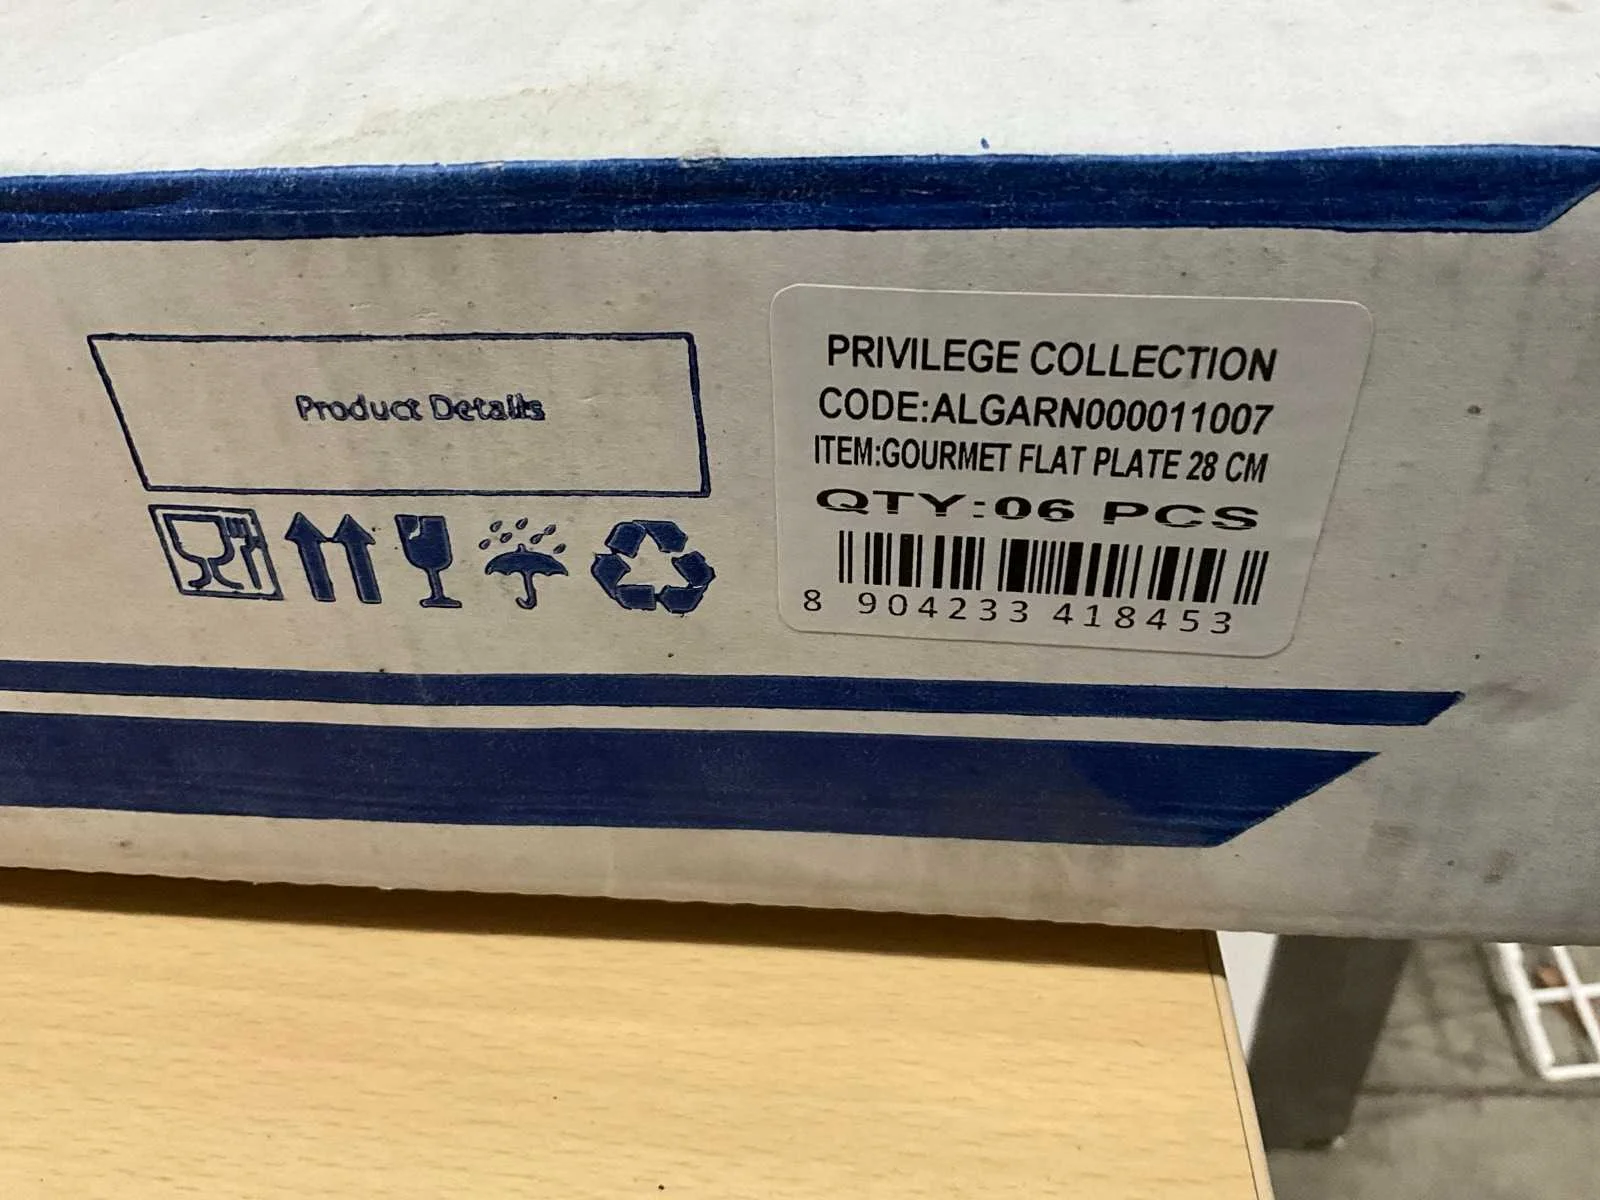 Product Details
PRIVILEGE COLLECTION
CODE:ALGARN000011007
ITEM:GOURMET FLAT PLATE 28 CM
QTY:06 PCS
8 904233 418453